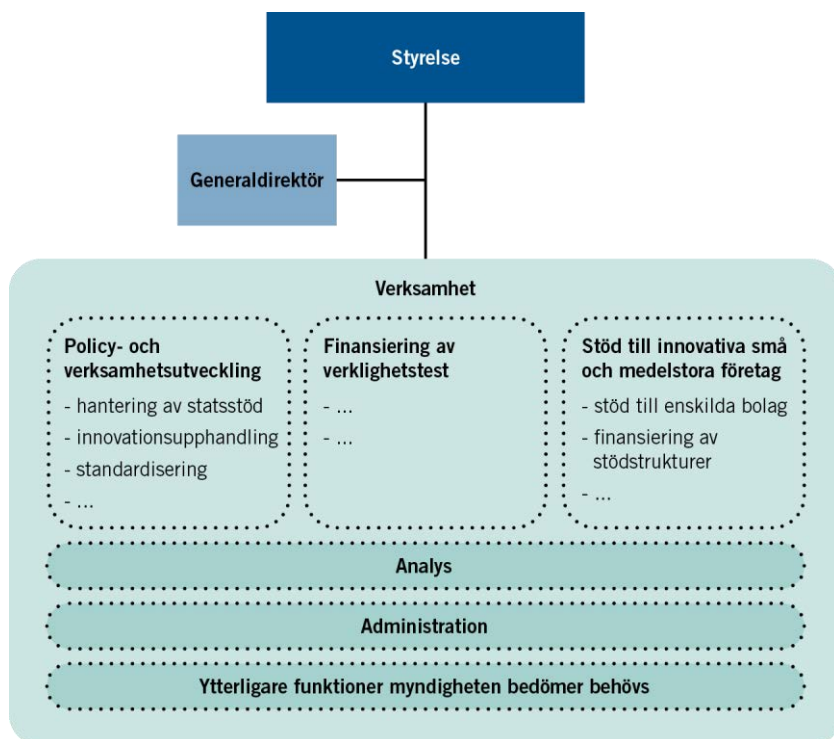 Styrelse
Generaldirektör
Verksamhet
Policy- och
verksamhetsutveckling
- hantering av statsstöd
- innovationsupphandling
- standardisering
- ...
Finansiering av
verklighetstest
- ...
- ...
Stöd till innovativa små
och medelstora företag
- stöd till enskilda bolag
- finansiering av
stödstrukturer
- ...
Analys
Administration
Ytterligare funktioner myndigheten bedömer behövs